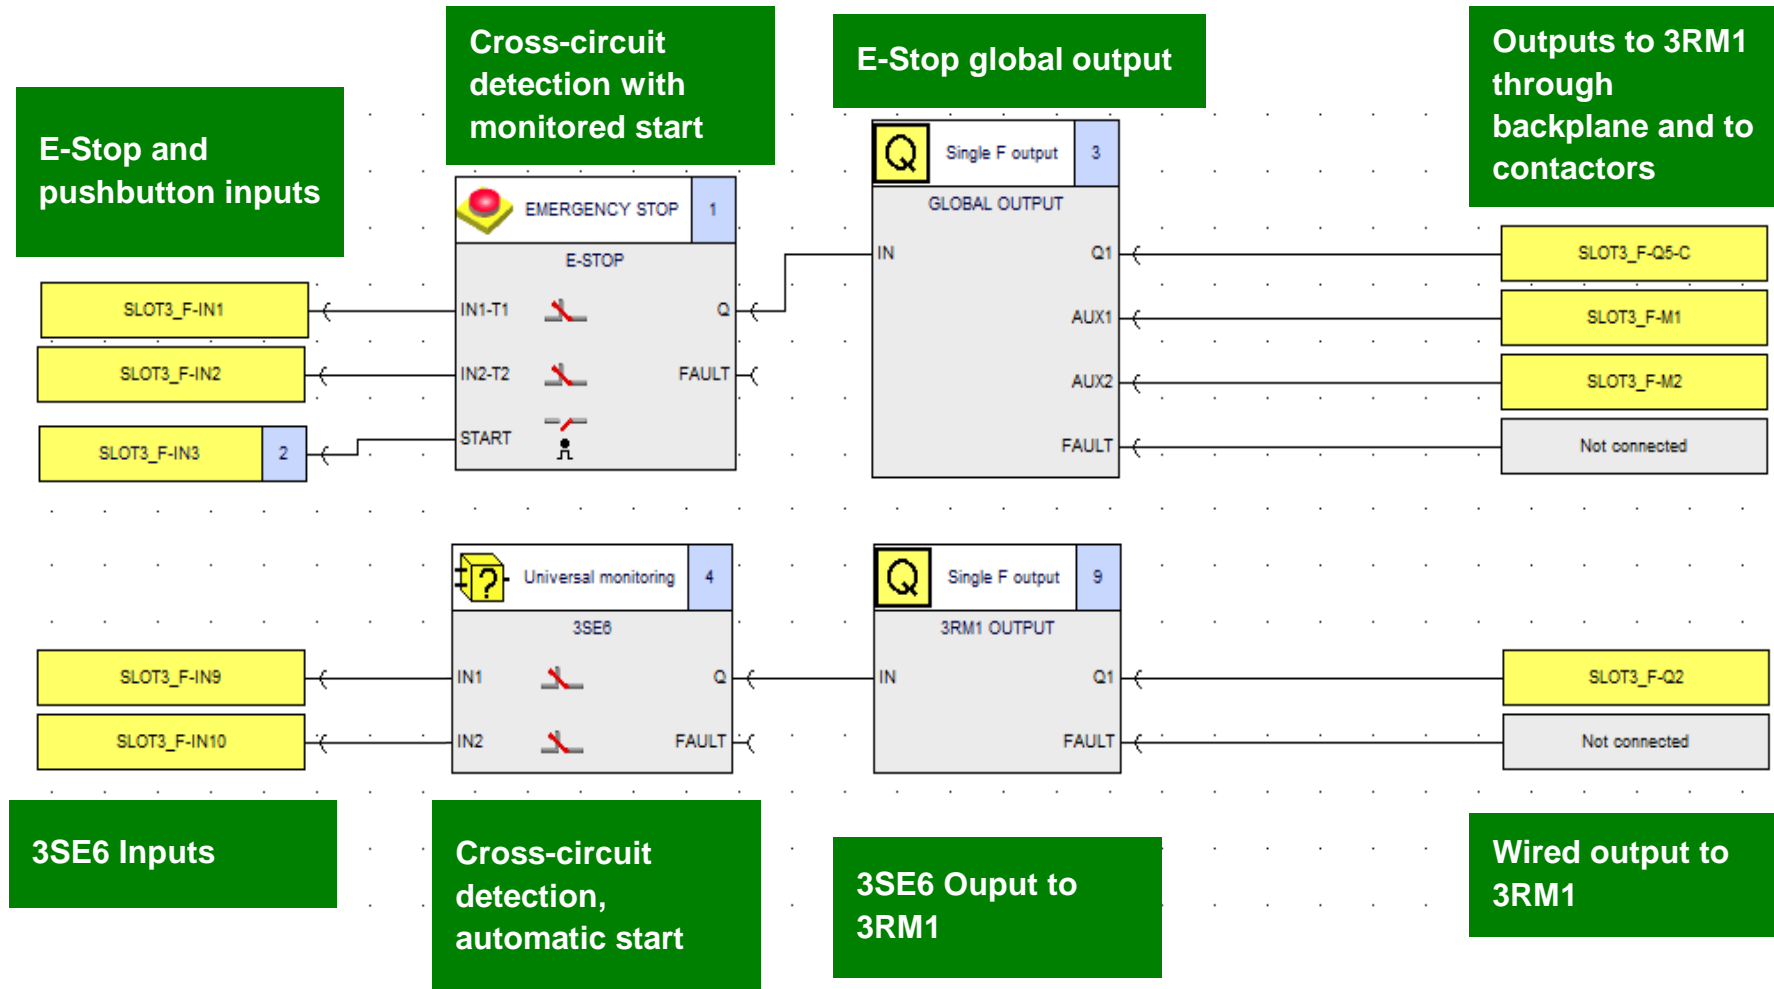 Cross-circuit
detection with
monitored start
E-Stop global output
Outputs to 3RM1
through
backplane and to
contactors
E-Stop and
pushbutton inputs
EMERGENCY STOP 1
E-STOP
IN1-T1 Q
IN2-T2 FAULT
START
SLOT3_F-IN1
SLOT3_F-IN2
SLOT3_F-IN3 2
Single F output 3
GLOBAL OUTPUT
IN Q1
AUX1
AUX2
FAULT
SLOT3_F-Q5-C
SLOT3_F-M1
SLOT3_F-M2
Not connected
SLOT3_F-IN9
SLOT3_F-IN10
? Universal monitoring 4
3SE6
IN1 Q
IN2 FAULT
Q Single F output 9
3RM1 OUTPUT
IN Q1
FAULT
SLOT3_F-Q2
Not connected
3SE6 Inputs
Cross-circuit
detection,
automatic start
3SE6 Ouput to
3RM1
Wired output to
3RM1